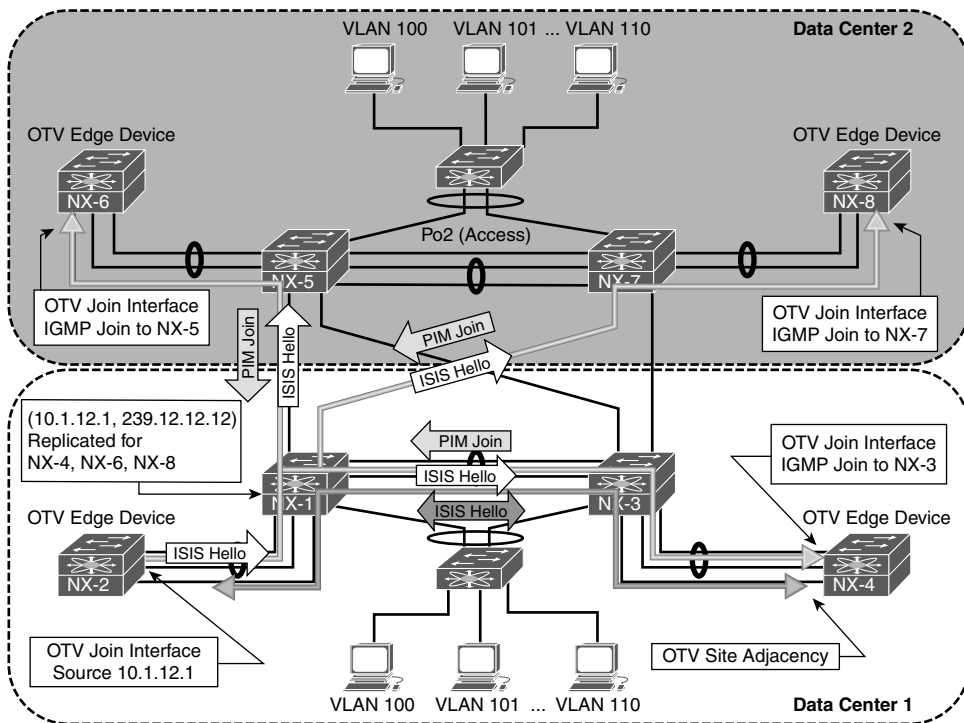 VLAN 100 VLAN 101 ... VLAN 110
Data Center 2
OTV Edge Device
OTV Edge Device
NX-6
NX-8
Po2 (Access)
NX-5
NX-7
OTV Join Interface
IGMP Join to NX-5
OTV Join Interface
IGMP Join to NX-7
PIM Join
ISIS Hello
PIM Join
ISIS Hello
(10.1.12.1, 239.12.12.12)
Replicated for
NX-4, NX-6, NX-8
PIM Join
ISIS Hello
OTV Join Interface
IGMP Join to NX-3
NX-1
NX-3
ISIS Hello
OTV Edge Device
OTV Edge Device
ISIS Hello
NX-2
NX-4
OTV Join Interface
Source 10.1.12.1
OTV Site Adjacency
VLAN 100 VLAN 101 ... VLAN 110
Data Center 1